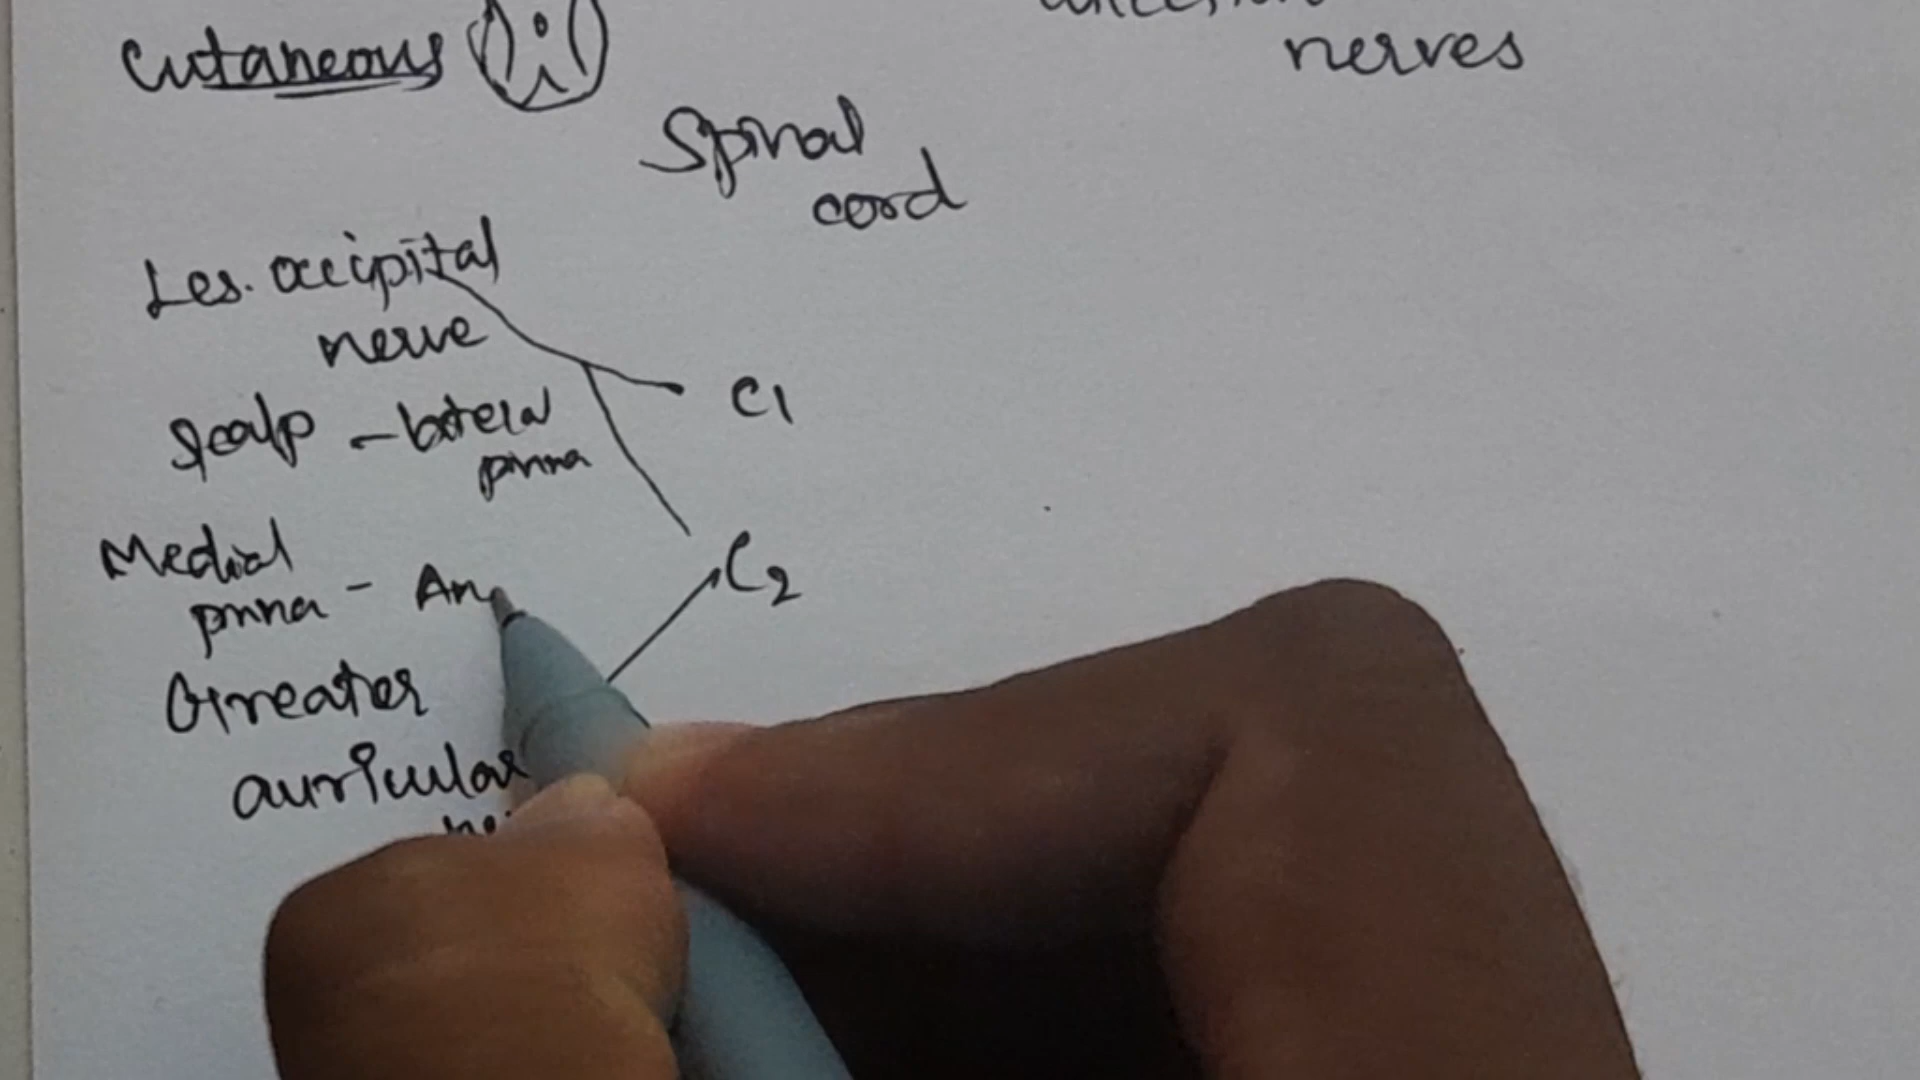 Cutaneous
nerves
Spinal
cord
Les. occipital
nerve
C1
Scalp - lateral
pinna
Medial
pinna - An
C2
Greater
auricular